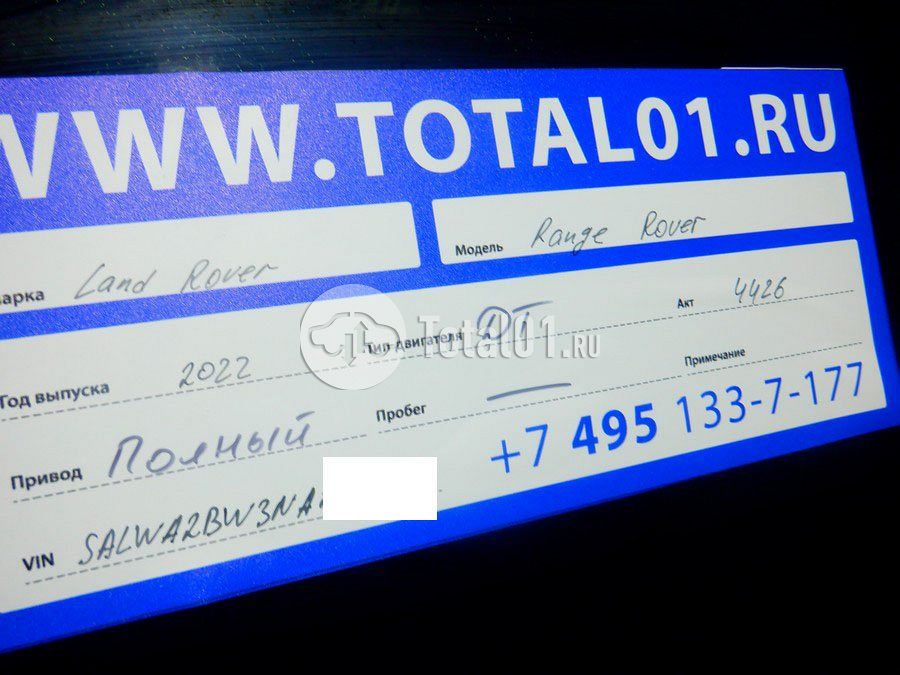 WWW.TOTAL01.RU
арка Land Rover
Модель Range Rover
Год выпуска 2022
Тип двигателя ДТ
Акт 4426
Привод Полный
Пробег —
Примечание
+7 495 133-7-177
VIN SALWA2BW3NA
Total01.RU